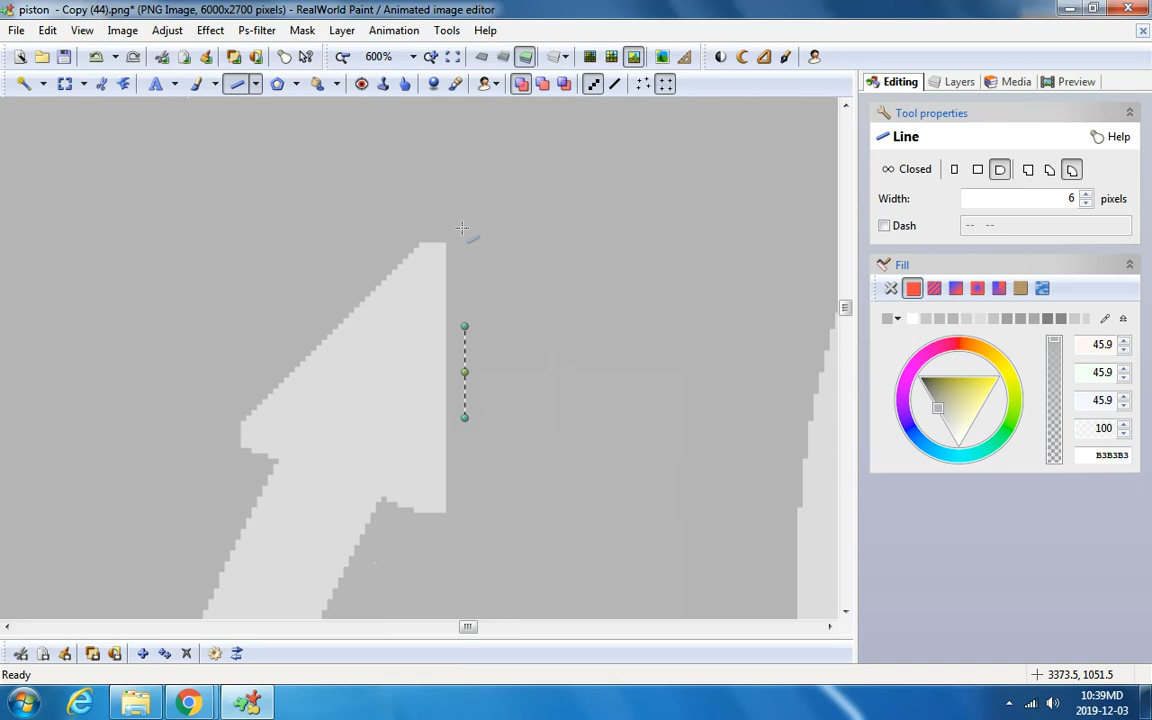 piston - Copy (44).png* (PNG Image, 6000x2700 pixels) - RealWorld Paint / Animated image editor
File Edit View Image Adjust Effect Ps-filter Mask Layer Animation Tools Help
600%
Editing Layers Media Preview
Tool properties
Line Help
Closed
Width: 6 pixels
Dash -- --
Fill
45.9
45.9
45.9
100
B3B3B3
Ready 3373.5, 1051.5
10:39MD
2019-12-03